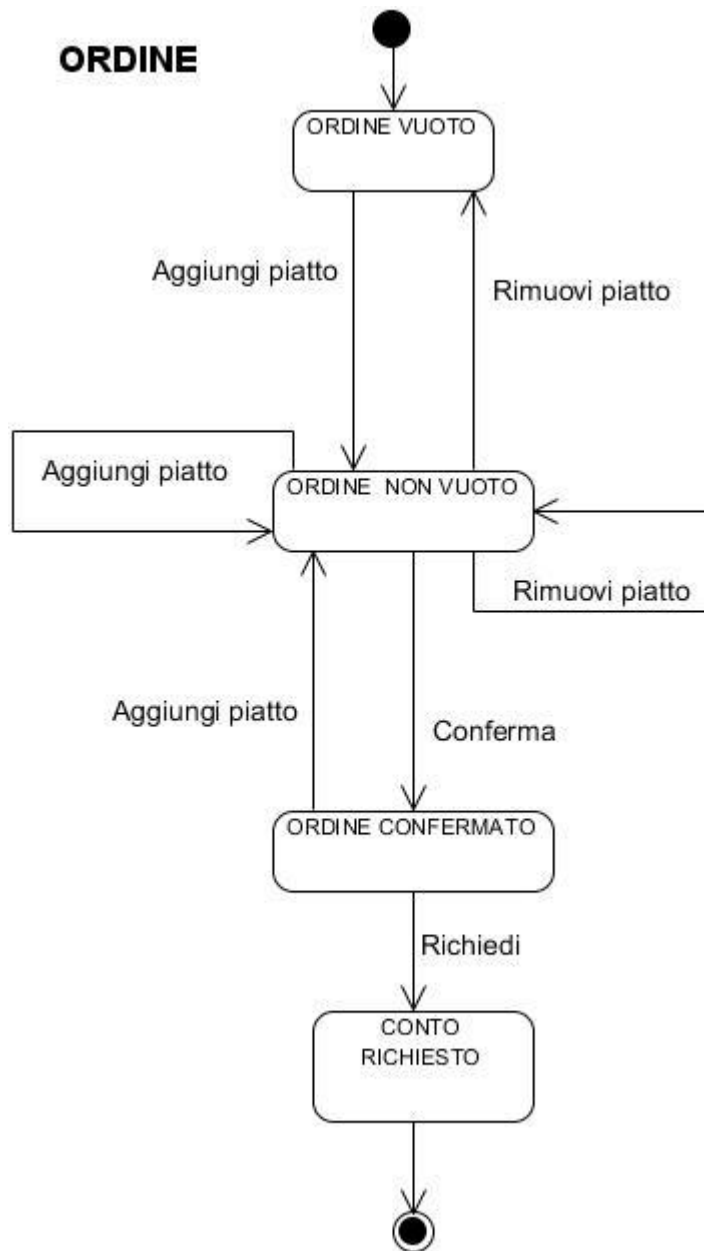 ORDINE
ORDINE VUOTO
Aggiungi piatto
Rimuovi piatto
Aggiungi piatto
ORDINE NON VUOTO
Rimuovi piatto
Aggiungi piatto
Conferma
ORDINE CONFERMATO
Richiedi
CONTO
RICHIESTO